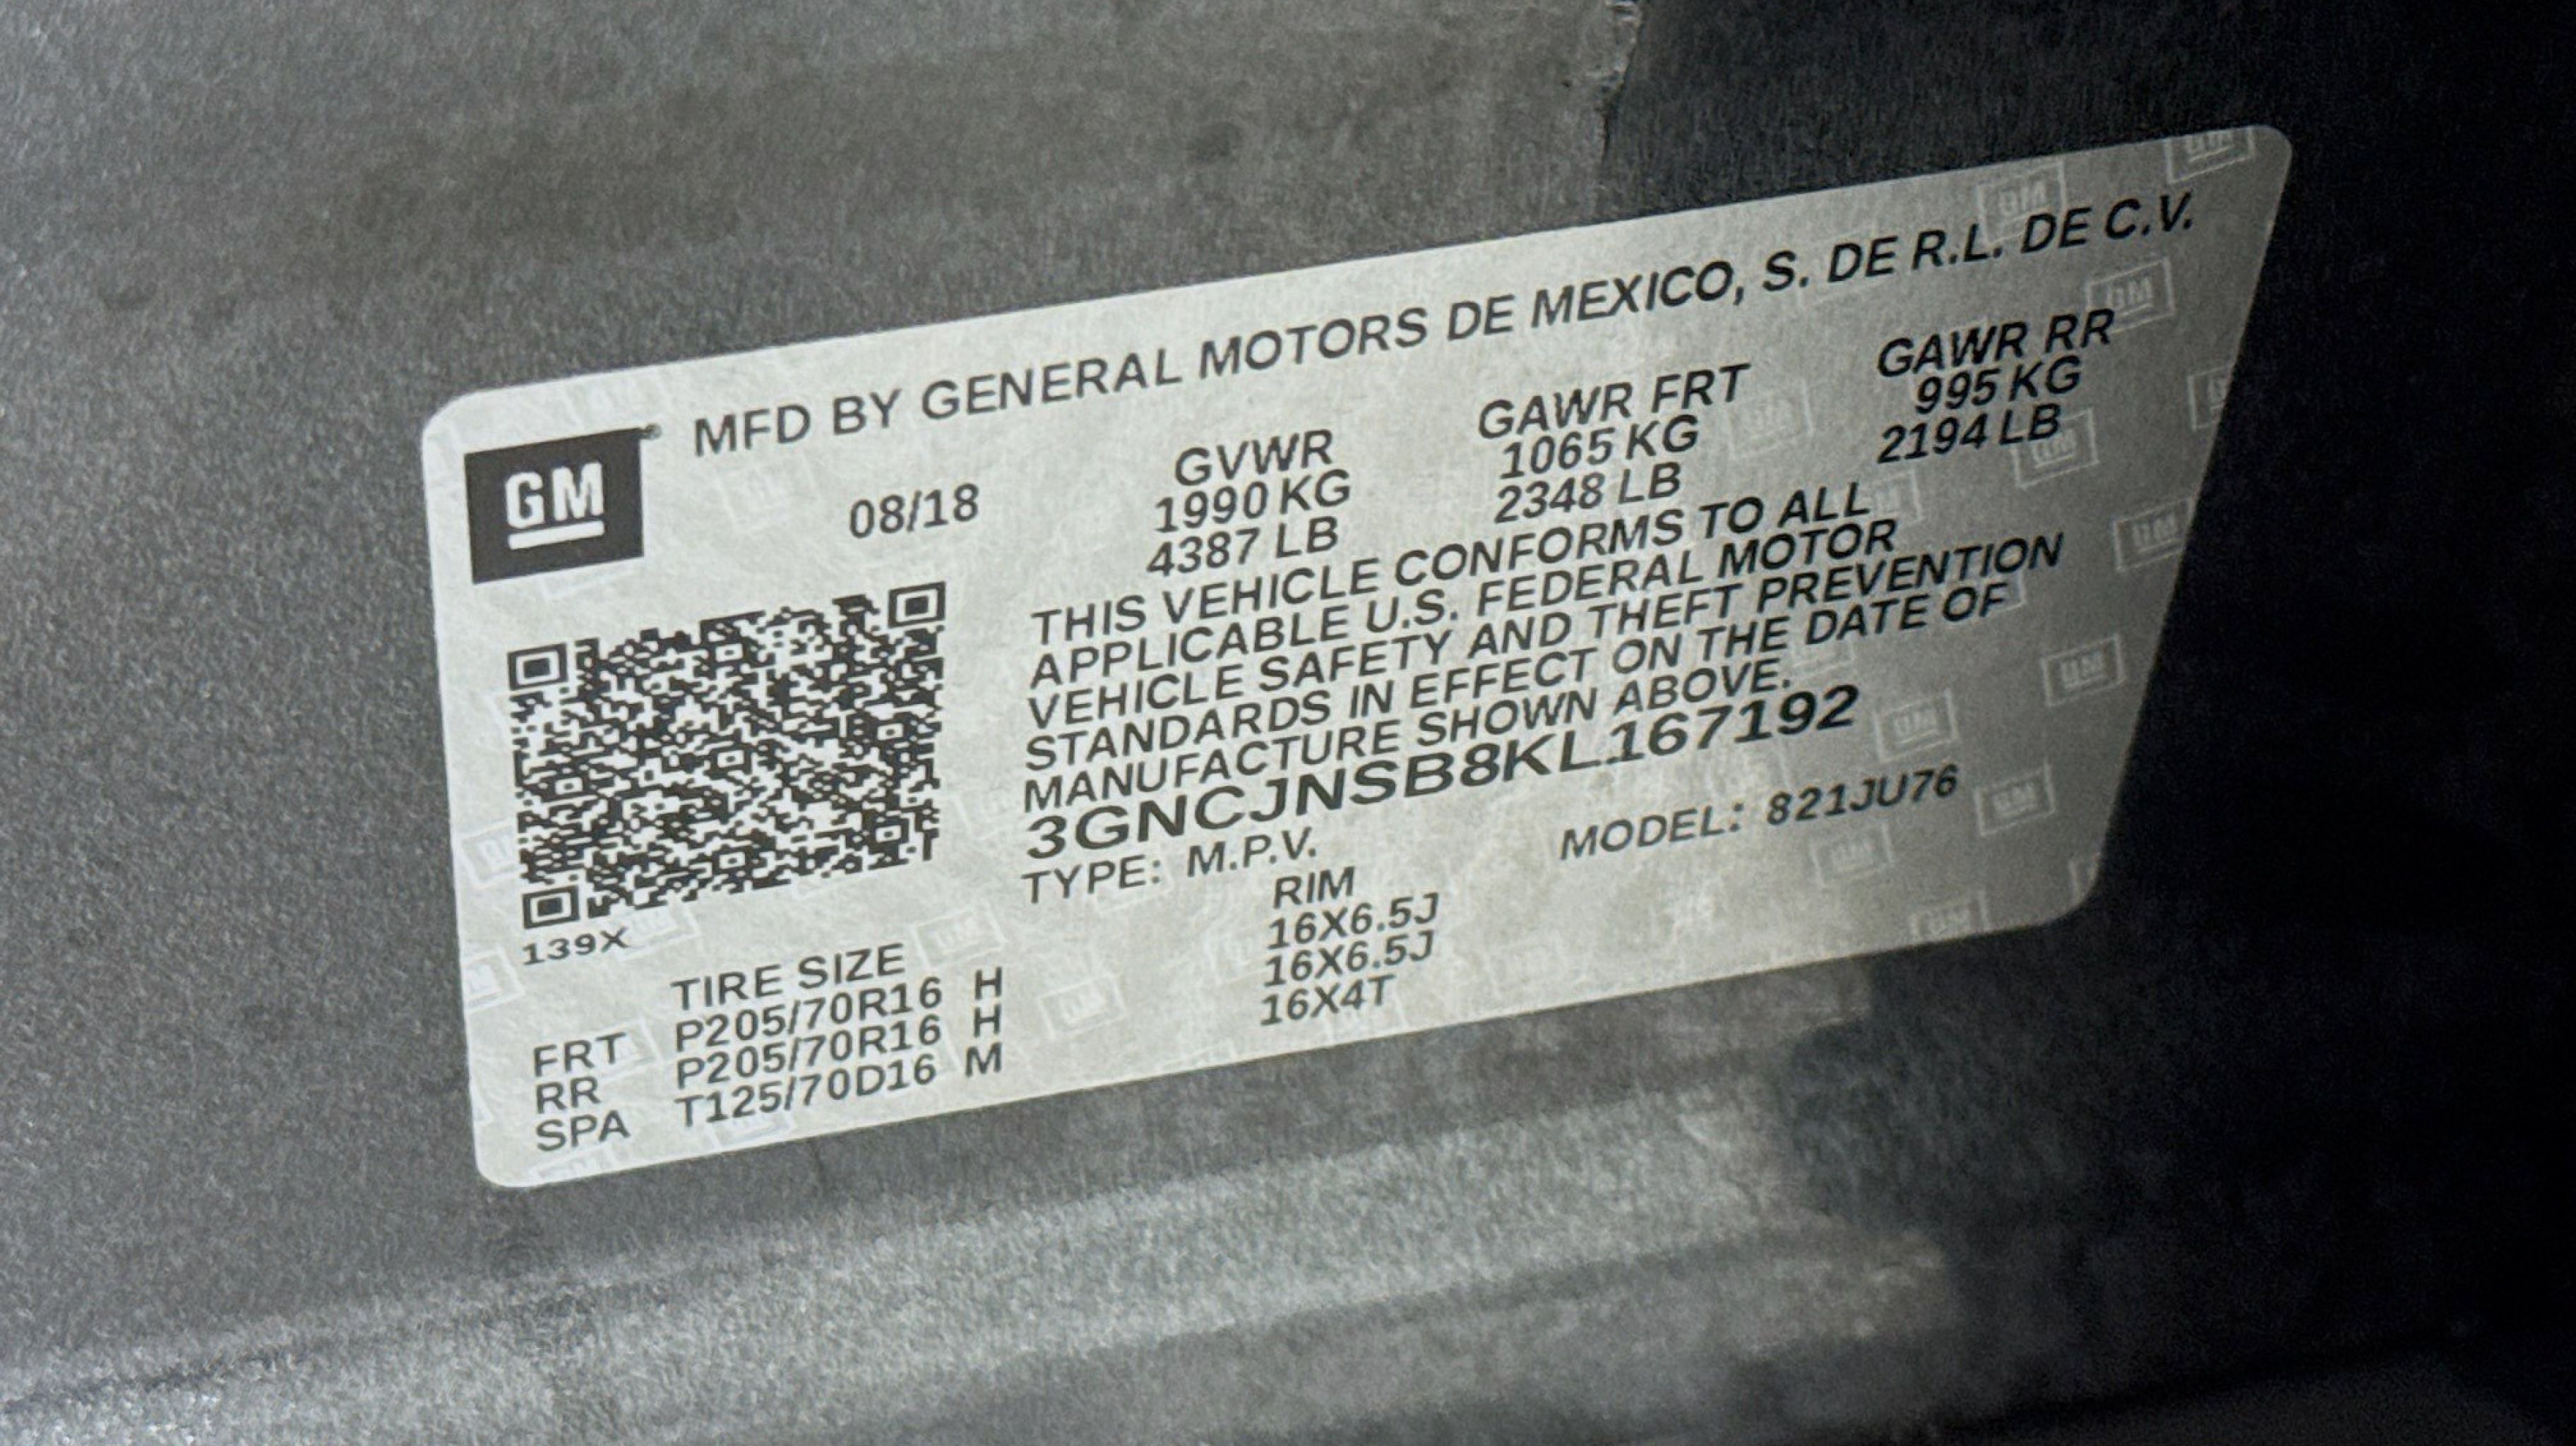 MFD BY GENERAL MOTORS DE MEXICO, S. DE R.L. DE C.V.
GM
08/18
GVWR GAWR FRT GAWR RR
1990 KG 1065 KG 995 KG
4387 LB 2348 LB 2194 LB
THIS VEHICLE CONFORMS TO ALL
APPLICABLE U.S. FEDERAL MOTOR
VEHICLE SAFETY AND THEFT PREVENTION
STANDARDS IN EFFECT ON THE DATE OF
MANUFACTURE SHOWN ABOVE.
3GNCJNSB8KL167192
TYPE: M.P.V. MODEL: 821JU76
139X
TIRE SIZE RIM
FRT P205/70R16 H 16X6.5J
RR P205/70R16 H 16X6.5J
SPA T125/70D16 M 16X4T